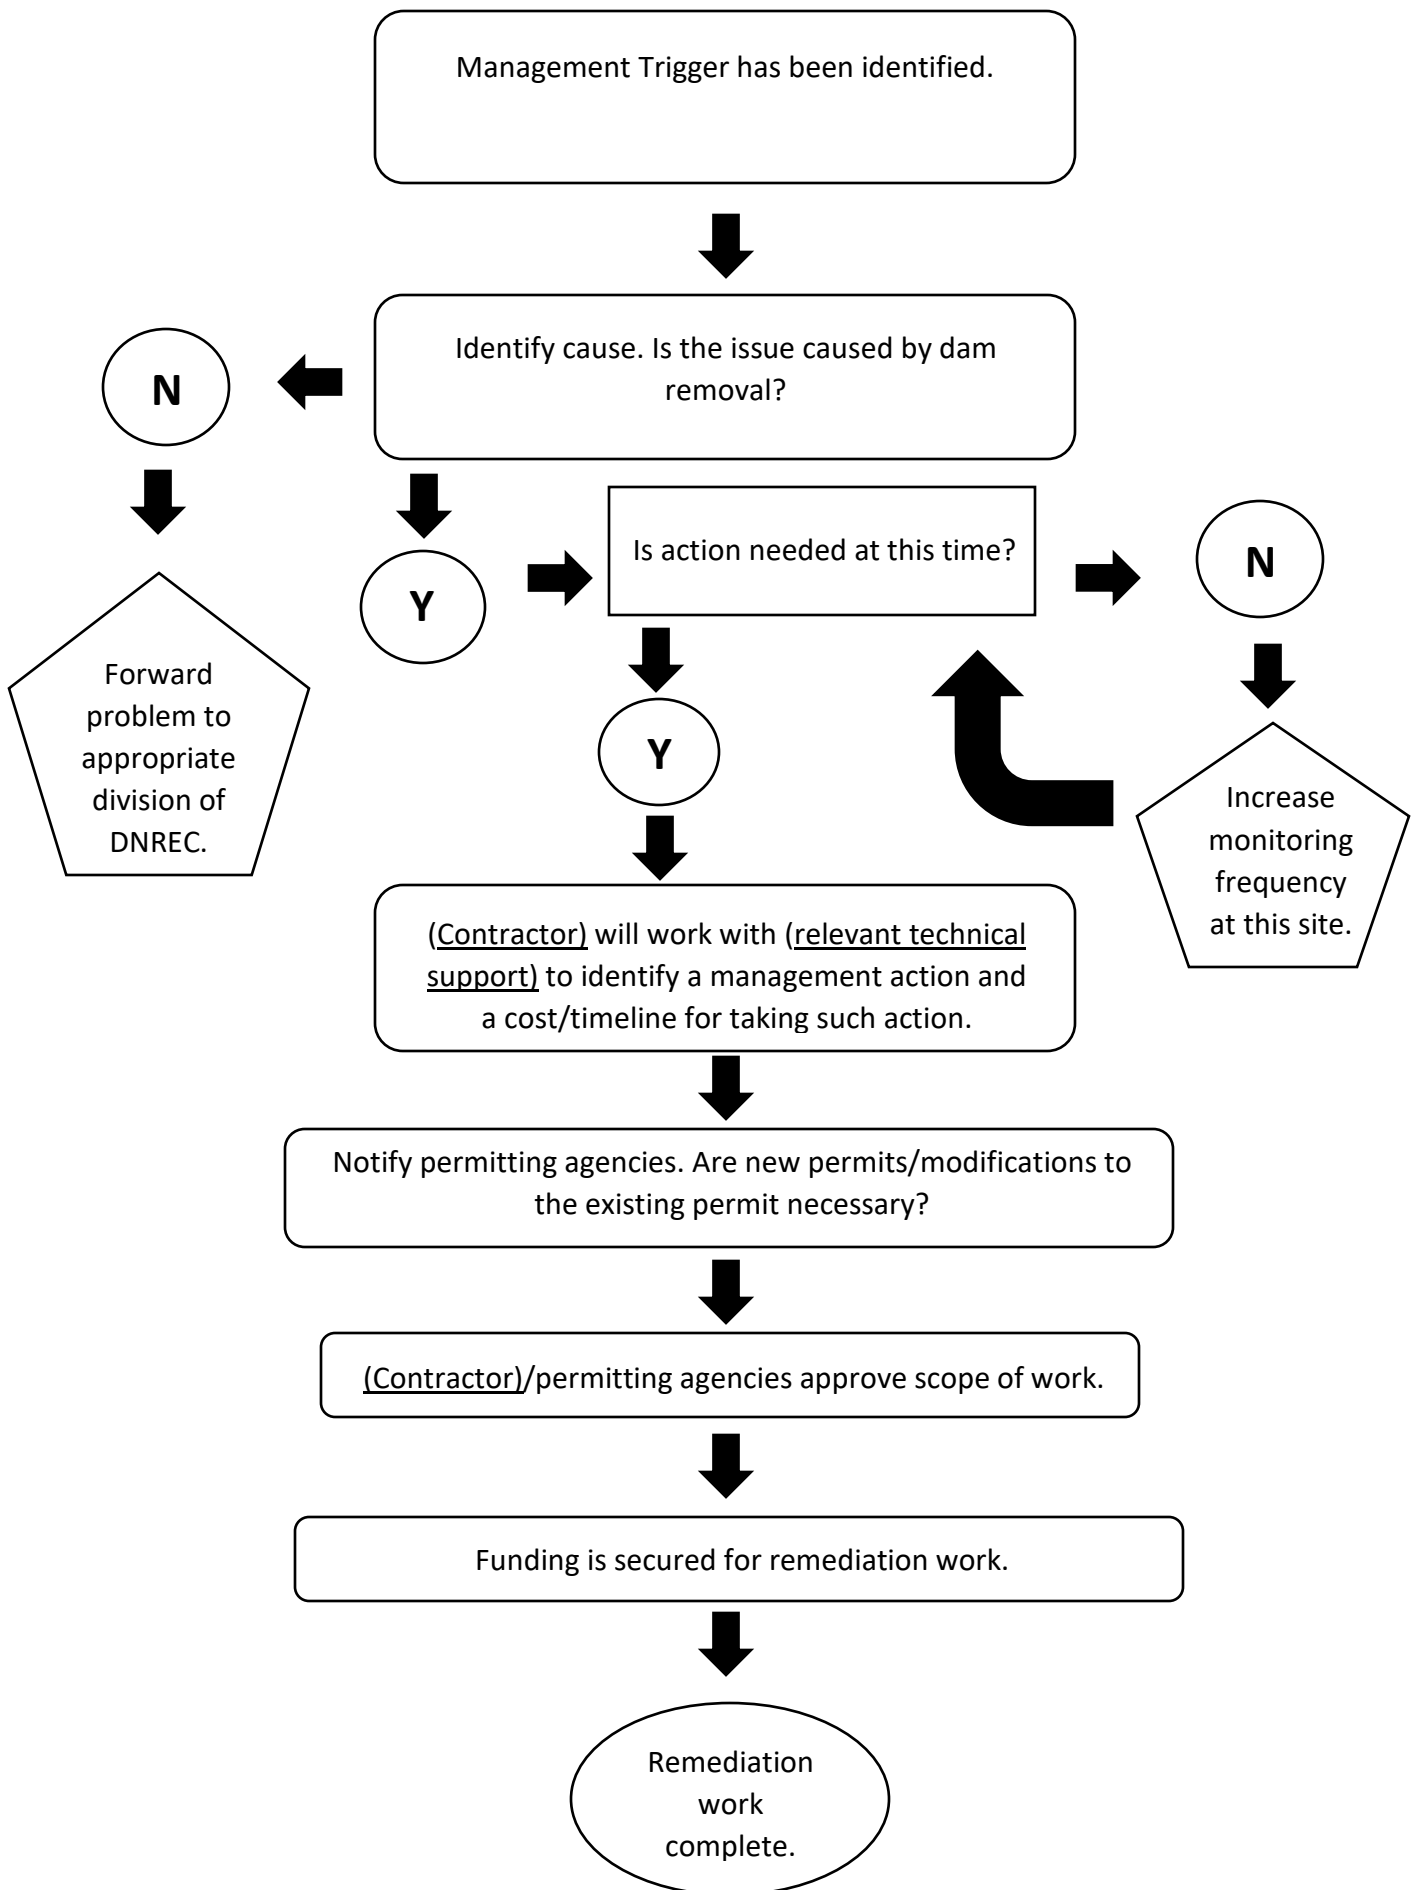 Management Trigger has been identified.
Identify cause. Is the issue caused by dam
removal?
N
Is action needed at this time?
N
Y
Forward
problem to
appropriate
division of
DNREC.
Y
Increase
monitoring
frequency
at this site.
(Contractor) will work with (relevant technical
support) to identify a management action and
a cost/timeline for taking such action.
Notify permitting agencies. Are new permits/modifications to
the existing permit necessary?
(Contractor)/permitting agencies approve scope of work.
Funding is secured for remediation work.
Remediation
work
complete.